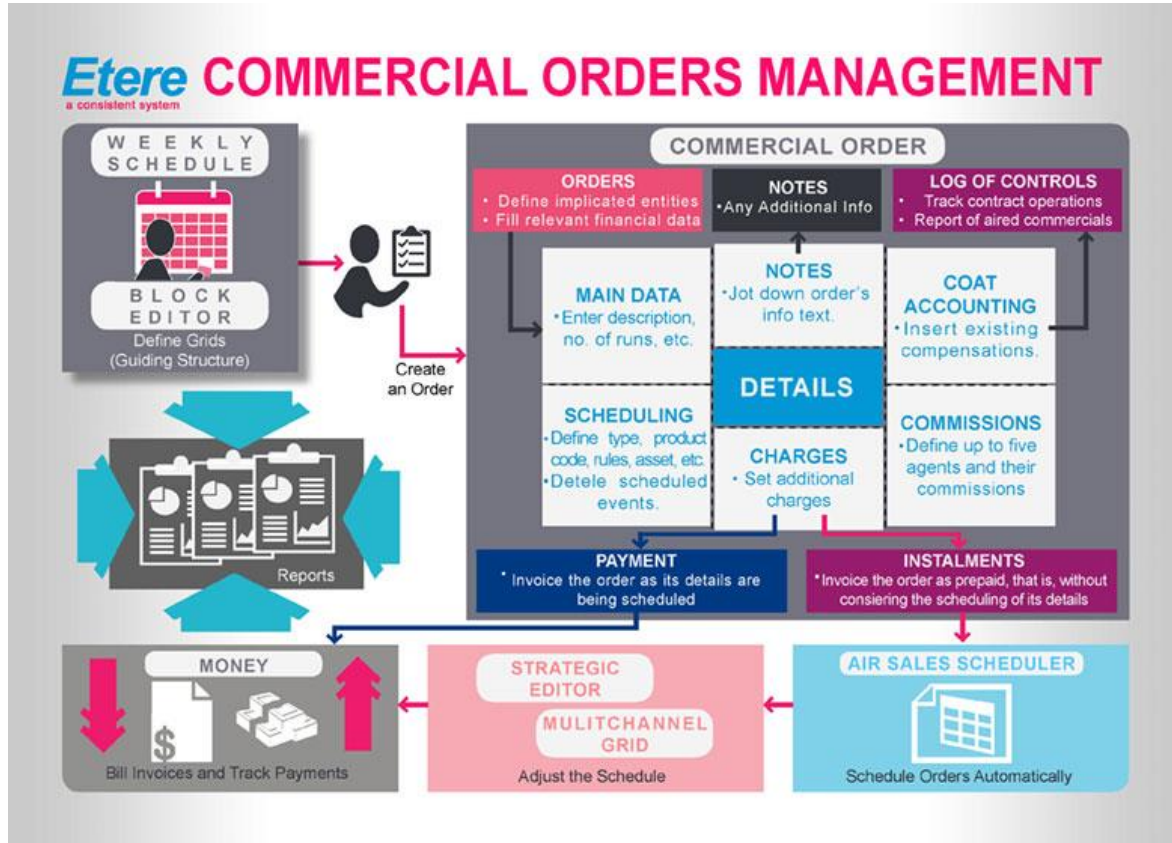 Etere COMMERCIAL ORDERS MANAGEMENT
a consistent system
WEEKLY
SCHEDULE
BLOCK
EDITOR
Define Grids
(Guiding Structure)
Create
an Order
COMMERCIAL ORDER
ORDERS
• Define implicated entities
• Fill relevant financial data
NOTES
•Any Additional Info
LOG OF CONTROLS
• Track contract operations
• Report of aired commercials
MAIN DATA
•Enter description,
no. of runs, etc.
NOTES
•Jot down order's
info text.
COAT
ACCOUNTING
• Insert existing
compensations.
DETAILS
SCHEDULING
•Define type, product
code, rules, asset, etc.
•Detele scheduled
events.
CHARGES
• Set additional
charges
COMMISSIONS
•Define up to five
agents and their
commissions
PAYMENT
• Invoice the order as its details are
being scheduled
INSTALMENTS
•Invoice the order as prepaid, that is, without
consiering the scheduling of its details
Reports
MONEY
$
Bill Invoices and Track Payments
STRATEGIC
EDITOR
MULITCHANNEL
GRID
Adjust the Schedule
AIR SALES SCHEDULER
Schedule Orders Automatically